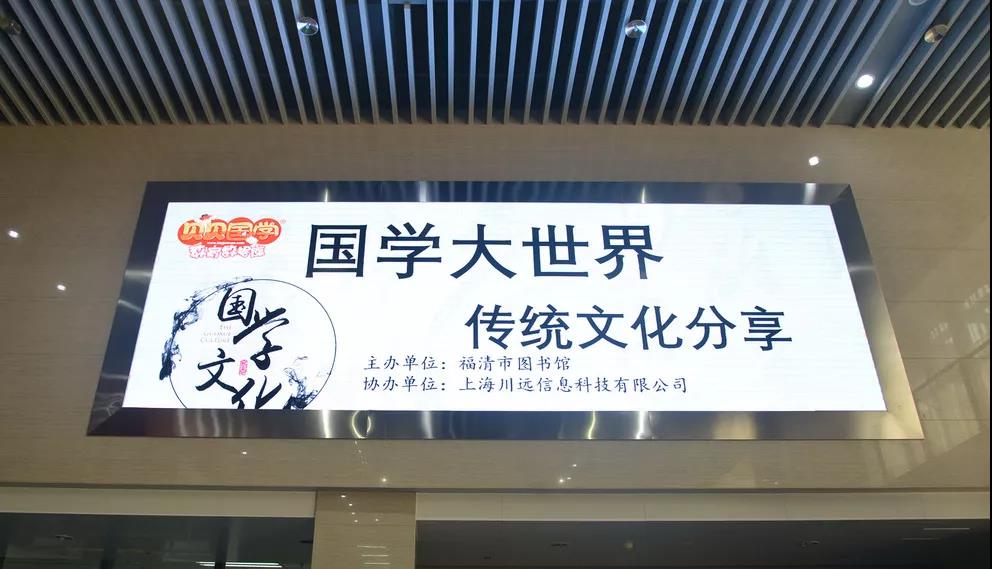 贝贝国学
国学大世界
传统文化分享
国学
文化
主办单位：福清市图书馆
协办单位：上海川远信息科技有限公司